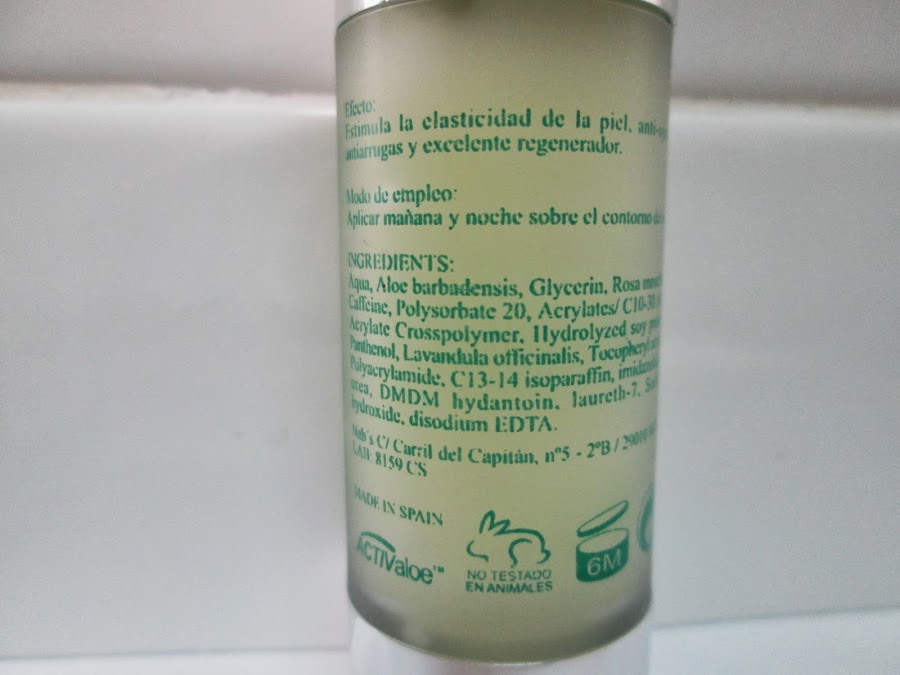 Efecto:
Estimula la elasticidad de la piel, anti-
antiarrugas y excelente regenerador.
Modo de empleo:
Aplicar mañana y noche sobre el contorno
INGREDIENTS:
Aqua, Aloe barbadensis, Glycerin, Rosa
Caffeine, Polysorbate 20, Acrylates/ C10-30
Acrylate Crosspolymer, Hydrolyzed soy
Panthenol, Lavandula officinalis, Tocopheryl
Polyacrylamide, C13-14 isoparaffin,
urea, DMDM hydantoin, laureth-7,
hydroxide, disodium EDTA.
Nab's C/ Carril del Capitán, nº5 - 2ºB / 29010
LAB: 8159 CS
MADE IN SPAIN
ACTIValoe™
NO TESTADO
EN ANIMALES
6M